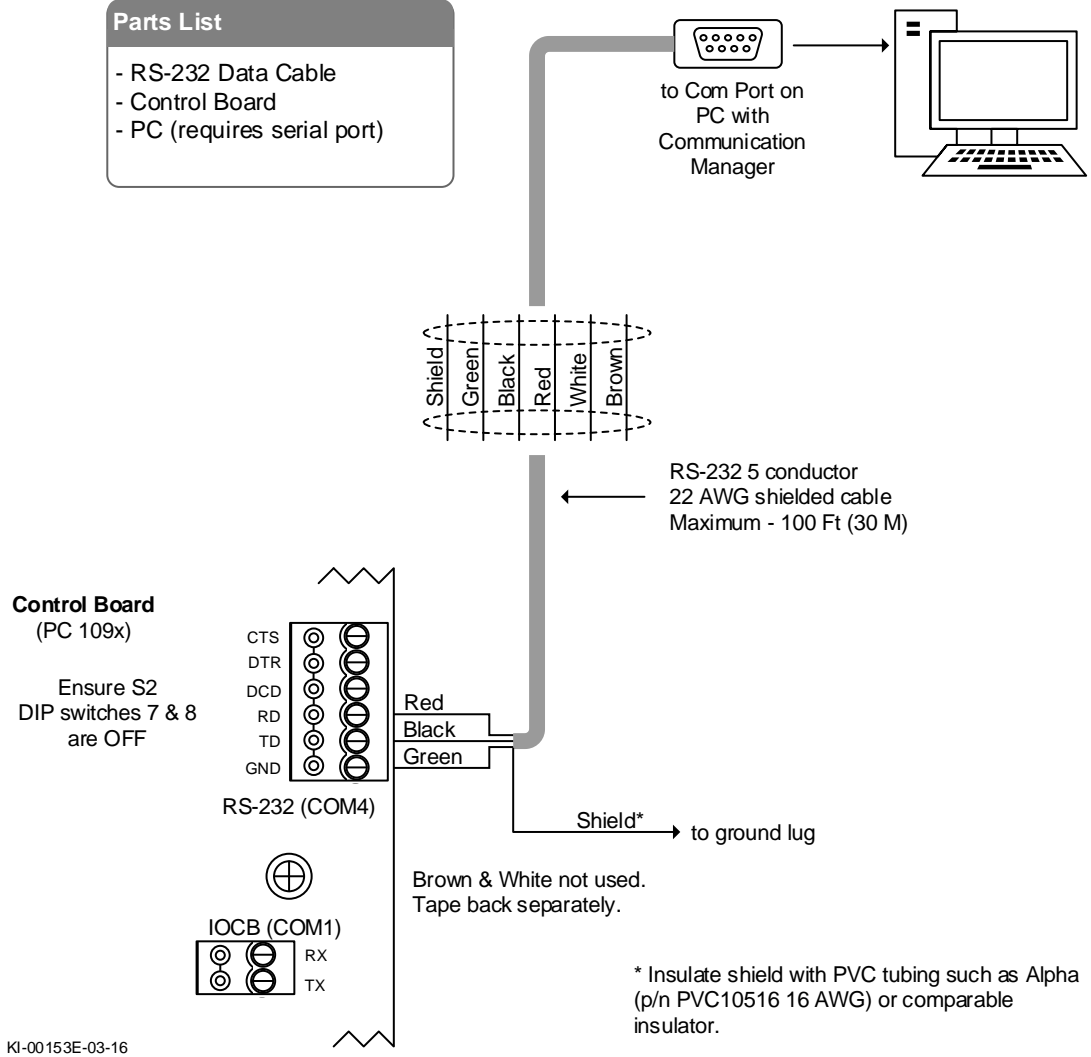 Parts List
- RS-232 Data Cable
- Control Board
- PC (requires serial port)
to Com Port on
PC with
Communication
Manager
Shield
Green
Black
Red
White
Brown
RS-232 5 conductor
22 AWG shielded cable
Maximum - 100 Ft (30 M)
Control Board
(PC 109x)
Ensure S2
DIP switches 7 & 8
are OFF
CTS
DTR
DCD
RD
TD
GND
Red
Black
Green
RS-232 (COM4)
Shield*
to ground lug
Brown & White not used.
Tape back separately.
IOCB (COM1)
RX
TX
* Insulate shield with PVC tubing such as Alpha
(p/n PVC10516 16 AWG) or comparable
insulator.
KI-00153E-03-16